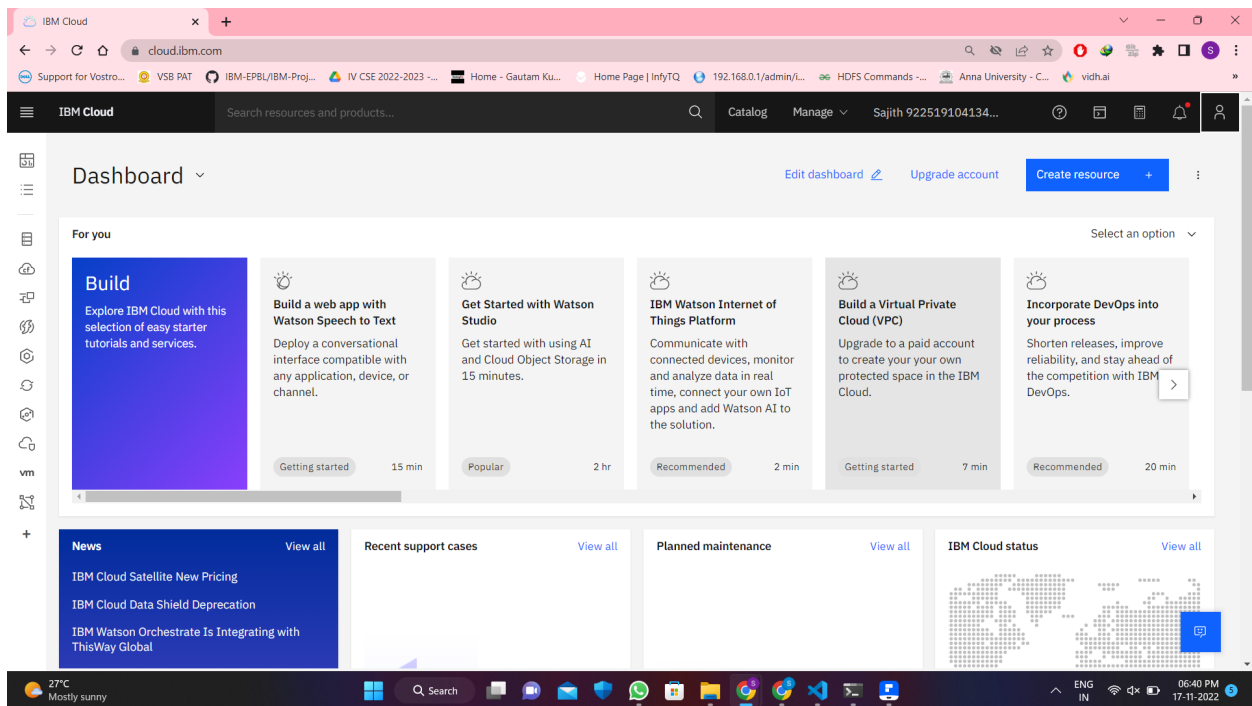 IBM Cloud
cloud.ibm.com
Support for Vostro...
VSB PAT
IBM-EPBL/IBM-Proj...
IV CSE 2022-2023 -...
Home - Gautam Ku...
Home Page | InfyTQ
192.168.0.1/admin/i...
HDFS Commands -...
Anna University - C...
vidh.ai
»
IBM Cloud
Search resources and products...
Catalog
Manage
Sajith 922519104134...
Dashboard
Edit dashboard
Upgrade account
Create resource +
For you
Select an option
Build
Explore IBM Cloud with this
selection of easy starter
tutorials and services.
Build a web app with
Watson Speech to Text
Deploy a conversational
interface compatible with
any application, device, or
channel.
Getting started 15 min
Get Started with Watson
Studio
Get started with using AI
and Cloud Object Storage in
15 minutes.
Popular 2 hr
IBM Watson Internet of
Things Platform
Communicate with
connected devices, monitor
and analyze data in real
time, connect your own IoT
apps and add Watson AI to
the solution.
Recommended 2 min
Build a Virtual Private
Cloud (VPC)
Upgrade to a paid account
to create your your own
protected space in the IBM
Cloud.
Getting started 7 min
Incorporate DevOps into
your process
Shorten releases, improve
reliability, and stay ahead of
the competition with IBM
DevOps.
Recommended 20 min
vm
News View all
IBM Cloud Satellite New Pricing
IBM Cloud Data Shield Deprecation
IBM Watson Orchestrate Is Integrating with
ThisWay Global
Recent support cases View all
Planned maintenance View all
IBM Cloud status View all
27°C
Mostly sunny
Search
ENG
IN
06:40 PM
17-11-2022
5